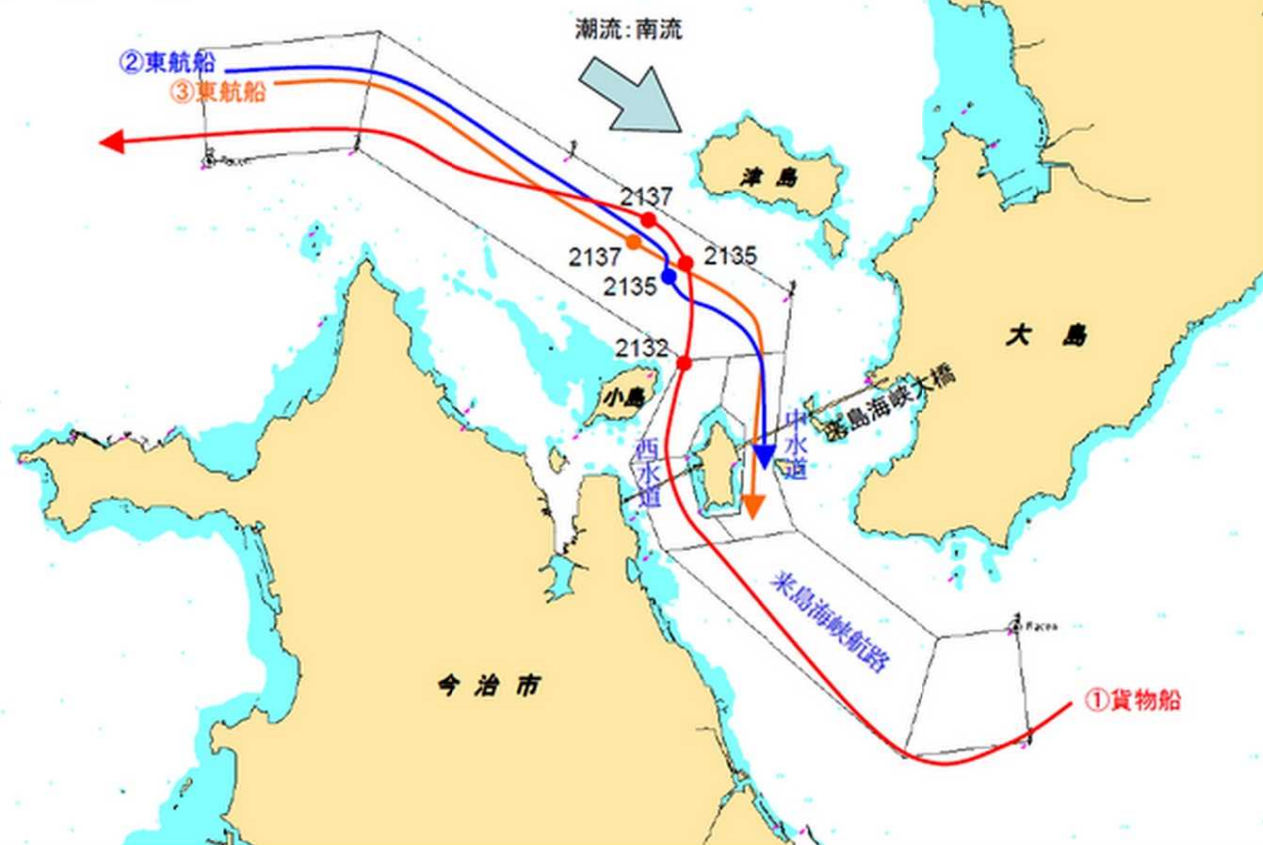 潮流:南流
②東航船
③東航船
津島
2137
2137
2135
2135
大島
2132
小島
来島海峡大橋
西水道
中水道
来島海峡航路
Racon
今治市
①貨物船